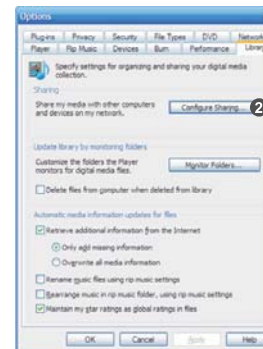 Options
Plug-ins Privacy Security File Types DVD Network
Player Rip Music Devices Burn Performance Library
Specify settings for organizing and sharing your digital media
collection.
Sharing
Share my media with other computers
and devices on my network.
Configure Sharing...
2
Update library by monitoring folders
Customize the folders the Player
monitors for digital media files.
Monitor Folders...
Delete files from computer when deleted from library
Automatic media information updates for files
Retrieve additional information from the Internet
Only add missing information
Overwrite all media information
Rename music files using rip music settings
Rearrange music in rip music folder, using rip music settings
Maintain my star ratings as global ratings in files
OK Cancel Apply Help